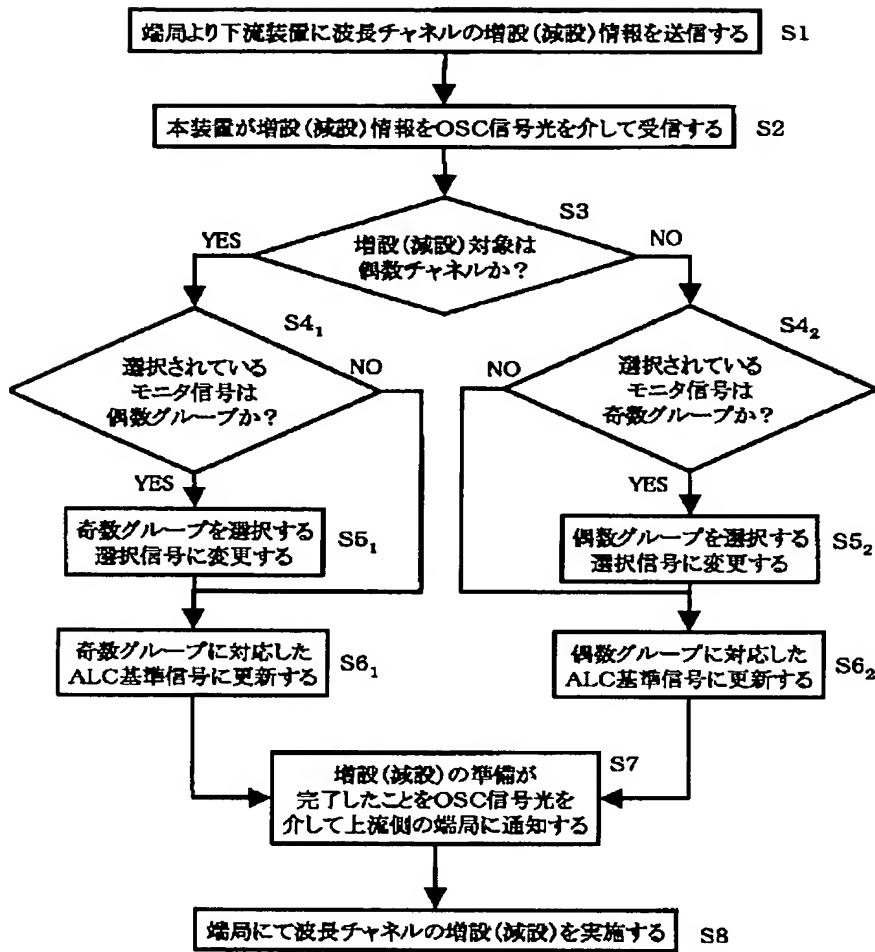 端局より下流装置に波長チャネルの増設(減設)情報を送信する
S1
本装置が増設(減設)情報をOSC信号光を介して受信する
S2
S3
YES
増設(減設)対象は
偶数チャネルか?
NO
S4₁
選択されている
モニタ信号は
偶数グループか?
NO
YES
S4₂
NO
選択されている
モニタ信号は
奇数グループか?
YES
奇数グループを選択する
選択信号に変更する
S5₁
偶数グループを選択する
選択信号に変更する
S5₂
奇数グループに対応した
ALC基準信号に更新する
S6₁
偶数グループに対応した
ALC基準信号に更新する
S6₂
S7
増設(減設)の準備が
完了したことをOSC信号光を
介して上流側の端局に通知する
端局にて波長チャネルの増設(減設)を実施する
S8